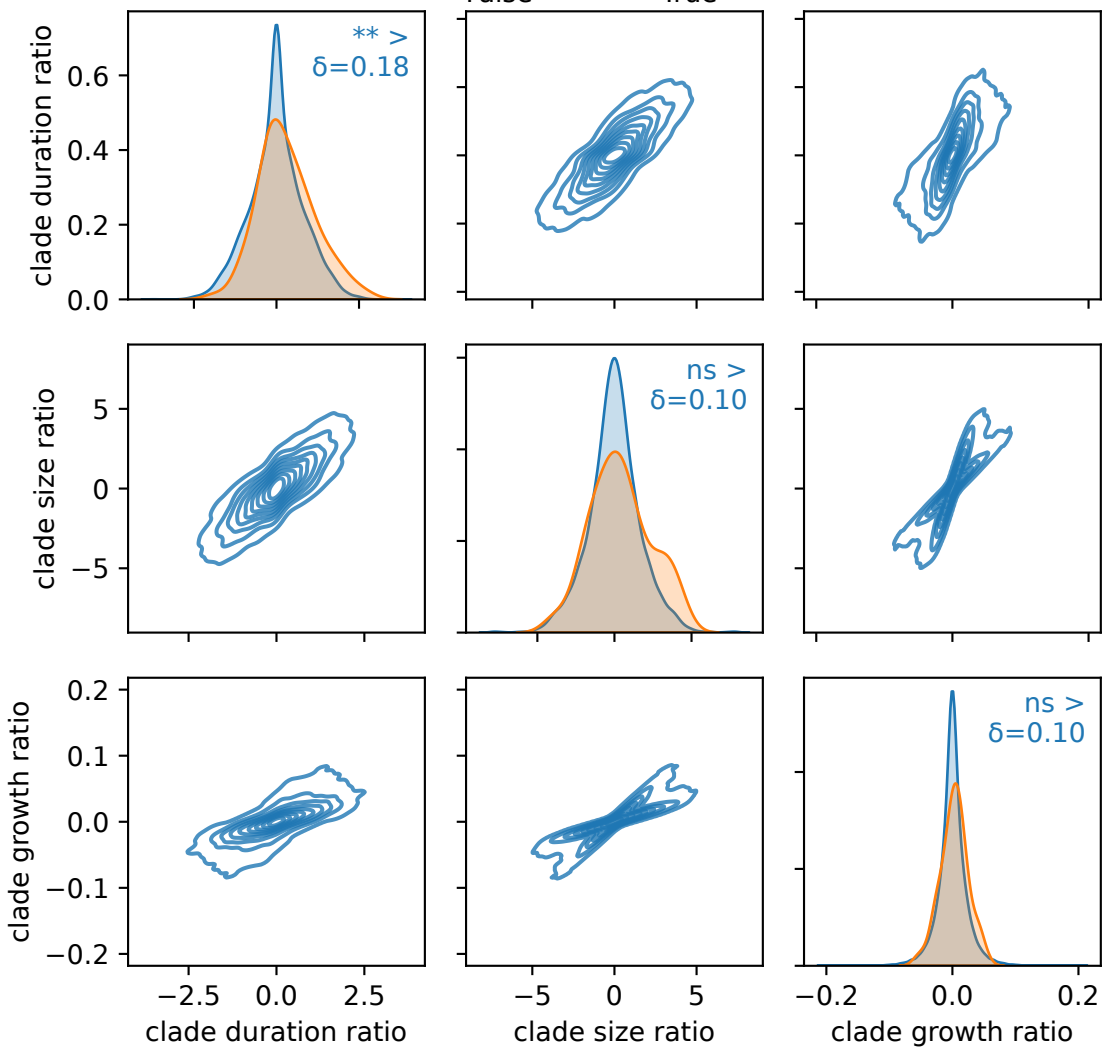 clade duration ratio
0.6
0.4
0.2
0.0
** >
δ=0.18
clade size ratio
5
0
−5
ns >
δ=0.10
clade growth ratio
0.2
0.1
0.0
−0.1
−0.2
ns >
δ=0.10
−2.5 0.0 2.5
−5 0 5
−0.2 0.0 0.2
clade duration ratio
clade size ratio
clade growth ratio